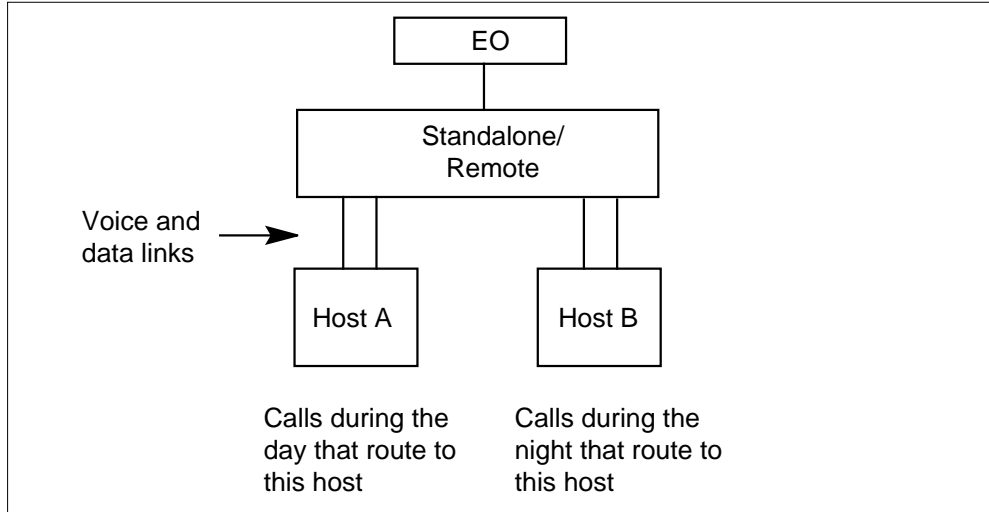 EO
Standalone/
Remote
Voice and
data links
Host A
Host B
Calls during the
day that route to
this host
Calls during the
night that route to
this host